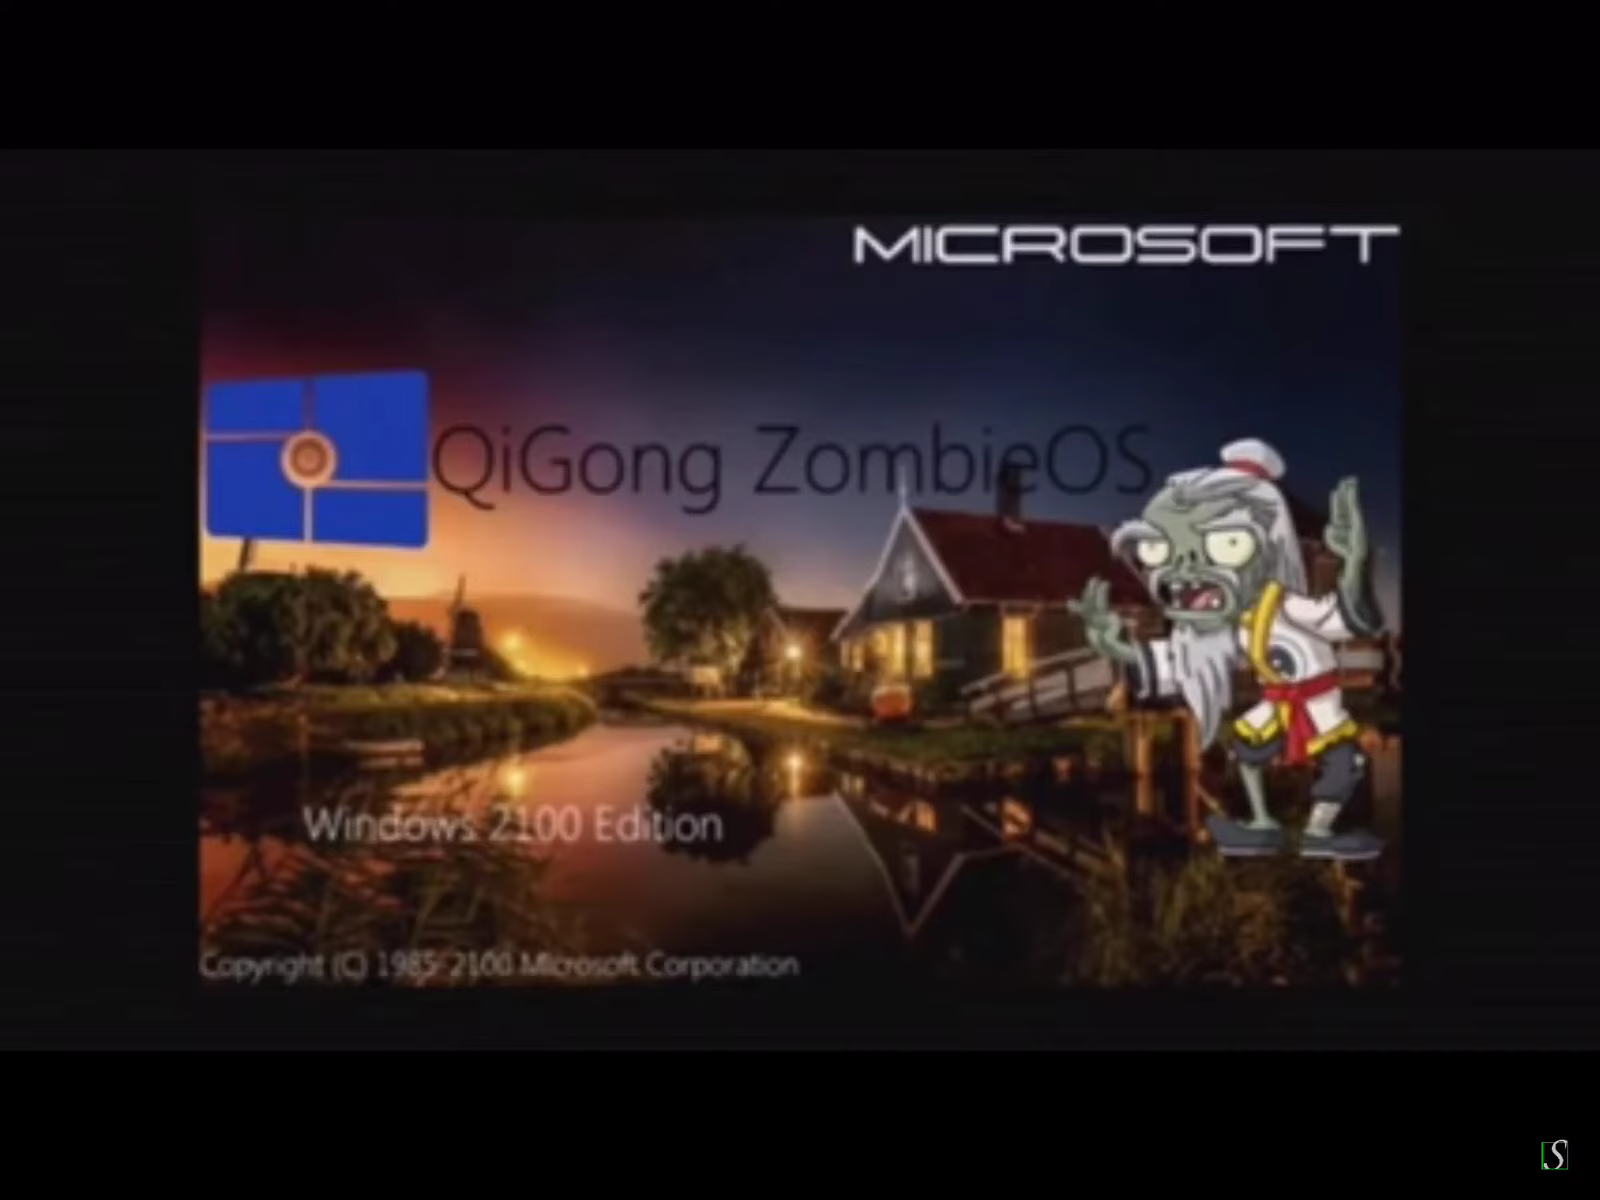 MICROSOFT
QiGong ZombieOS
Windows 2100 Edition
Copyright (C) 1985-2100 Microsoft Corporation
S